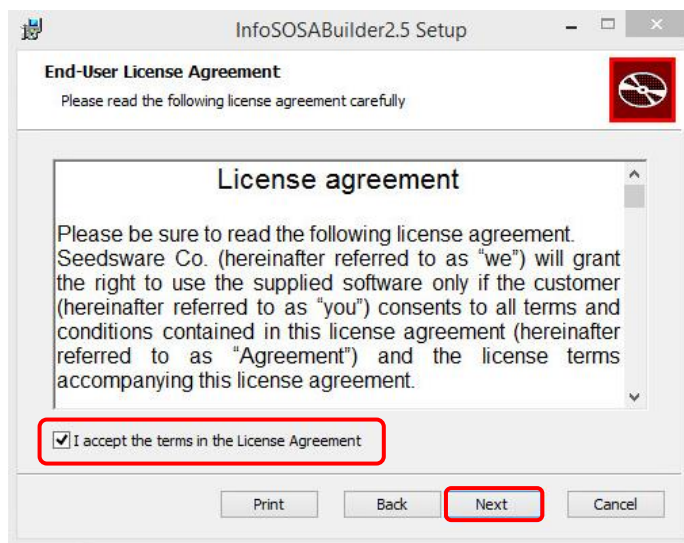 InfoSOSABuilder2.5 Setup
End-User License Agreement
Please read the following license agreement carefully
License agreement
Please be sure to read the following license agreement.
Seedsware Co. (hereinafter referred to as “we”) will grant
the right to use the supplied software only if the customer
(hereinafter referred to as “you”) consents to all terms and
conditions contained in this license agreement (hereinafter
referred to as “Agreement”) and the license terms
accompanying this license agreement.
I accept the terms in the License Agreement
Print Back Next Cancel